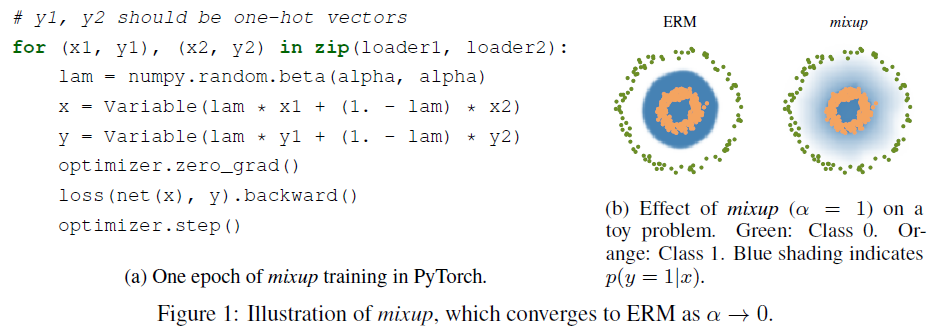 # y1, y2 should be one-hot vectors
for (x1, y1), (x2, y2) in zip(loader1, loader2):
    lam = numpy.random.beta(alpha, alpha)
    x = Variable(lam * x1 + (1. - lam) * x2)
    y = Variable(lam * y1 + (1. - lam) * y2)
    optimizer.zero_grad()
    loss(net(x), y).backward()
    optimizer.step()
(a) One epoch of mixup training in PyTorch.
ERM mixup
(b) Effect of mixup (α = 1) on a
toy problem. Green: Class 0. Or-
ange: Class 1. Blue shading indicates
p(y = 1|x).
Figure 1: Illustration of mixup, which converges to ERM as α → 0.